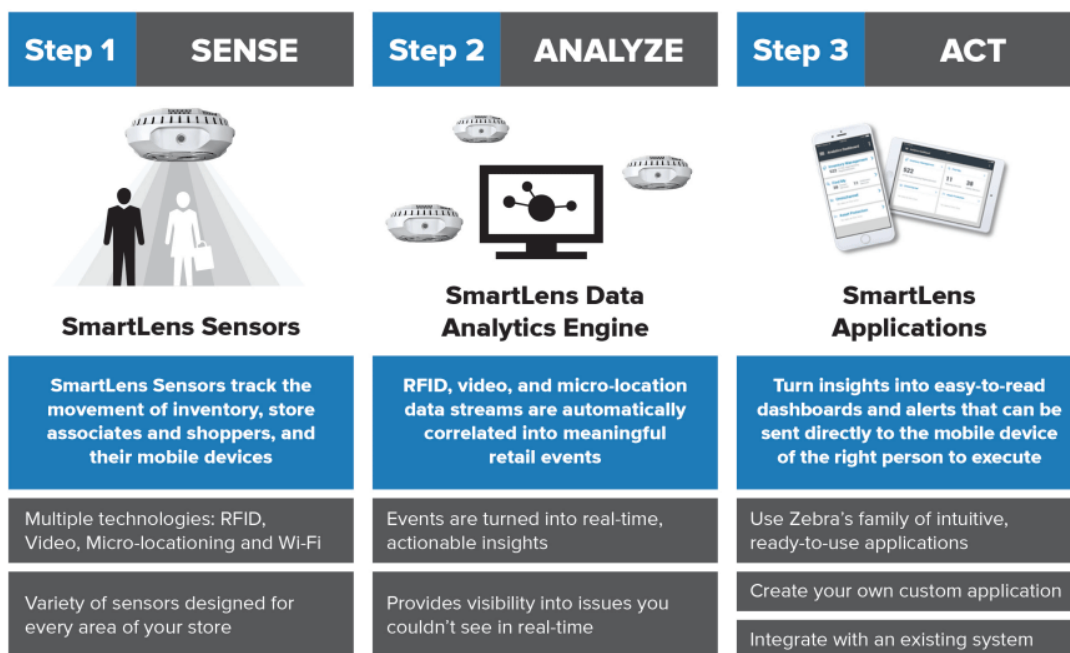 Step 1
SENSE
SmartLens Sensors
SmartLens Sensors track the
movement of inventory, store
associates and shoppers, and
their mobile devices
Multiple technologies: RFID,
Video, Micro-locationing and Wi-Fi
Variety of sensors designed for
every area of your store
Step 2
ANALYZE
SmartLens Data
Analytics Engine
RFID, video, and micro-location
data streams are automatically
correlated into meaningful
retail events
Events are turned into real-time,
actionable insights
Provides visibility into issues you
couldn't see in real-time
Step 3
ACT
Analytics Dashboard
Inventory Management
SmartLens
Applications
Turn insights into easy-to-read
dashboards and alerts that can be
sent directly to the mobile device
of the right person to execute
Use Zebra's family of intuitive,
ready-to-use applications
Create your own custom application
Integrate with an existing system